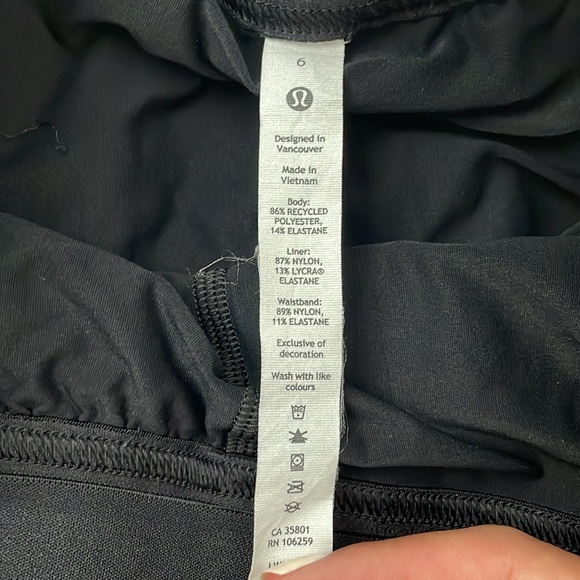 6
Designed in
Vancouver
Made in
Vietnam
Body:
86% RECYCLED
POLYESTER,
14% ELASTANE
Liner:
87% NYLON,
13% LYCRA®
ELASTANE
Waistband:
89% NYLON,
11% ELASTANE
Exclusive of
decoration
Wash with like
colours
CA 35801
RN 106259